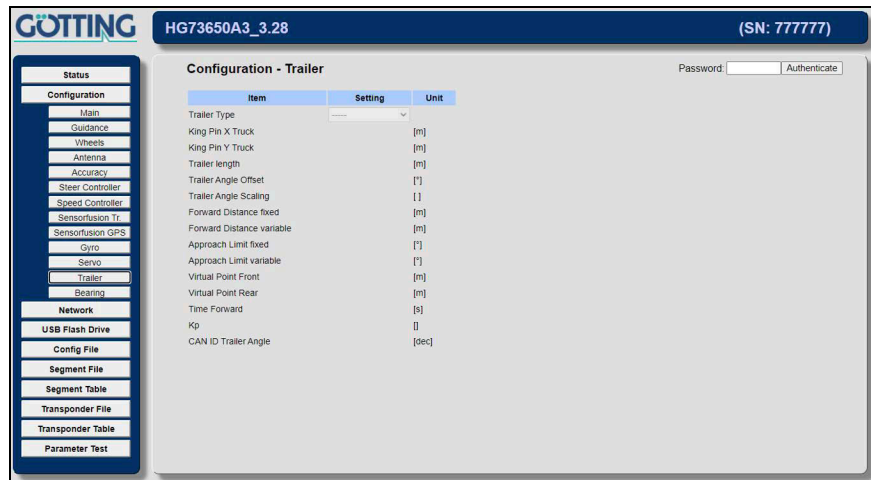 GÖTTING
HG73650A3_3.28 (SN: 777777)
Status
Configuration
Main
Guidance
Wheels
Antenna
Accuracy
Steer Controller
Speed Controller
Sensorfusion Tr.
Sensorfusion GPS
Gyro
Servo
Trailer
Bearing
Network
USB Flash Drive
Config File
Segment File
Segment Table
Transponder File
Transponder Table
Parameter Test
Configuration - Trailer
Password: Authenticate
Item Setting Unit
Trailer Type -----
King Pin X Truck [m]
King Pin Y Truck [m]
Trailer length [m]
Trailer Angle Offset [°]
Trailer Angle Scaling [ ]
Forward Distance fixed [m]
Forward Distance variable [m]
Approach Limit fixed [°]
Approach Limit variable [°]
Virtual Point Front [m]
Virtual Point Rear [m]
Time Forward [s]
Kp []
CAN ID Trailer Angle [dec]